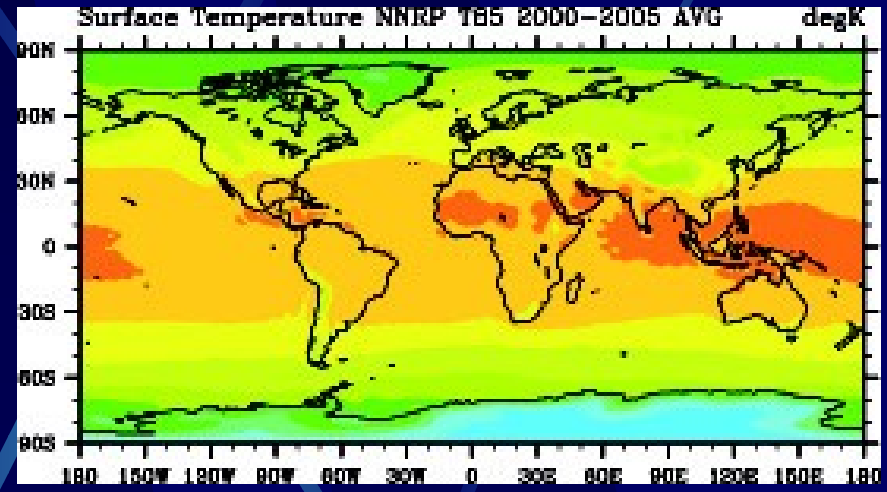 Surface Temperature NNRP T85 2000-2005 AVG degK
90N
60N
30N
0
30S
60S
90S
180 150W 120W 90W 60W 30W 0 30E 60E 90E 120E 150E 180